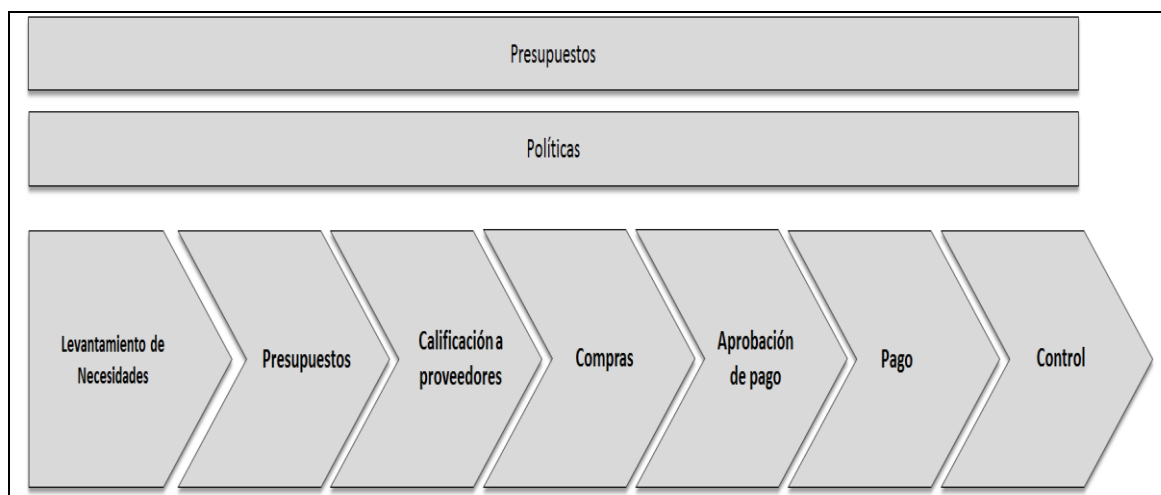 Presupuestos
Políticas
Levantamiento de
Necesidades
Presupuestos
Calificación a
proveedores
Compras
Aprobación
de pago
Pago
Control